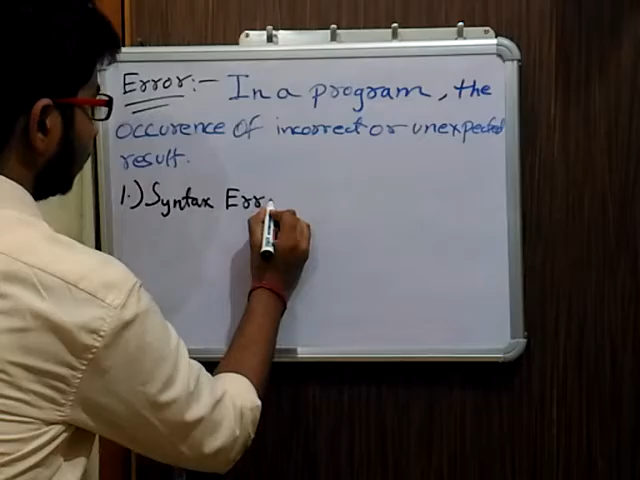 Error:- In a program, the
occurence of incorrect or unexpected
result.
1.) Syntax Err